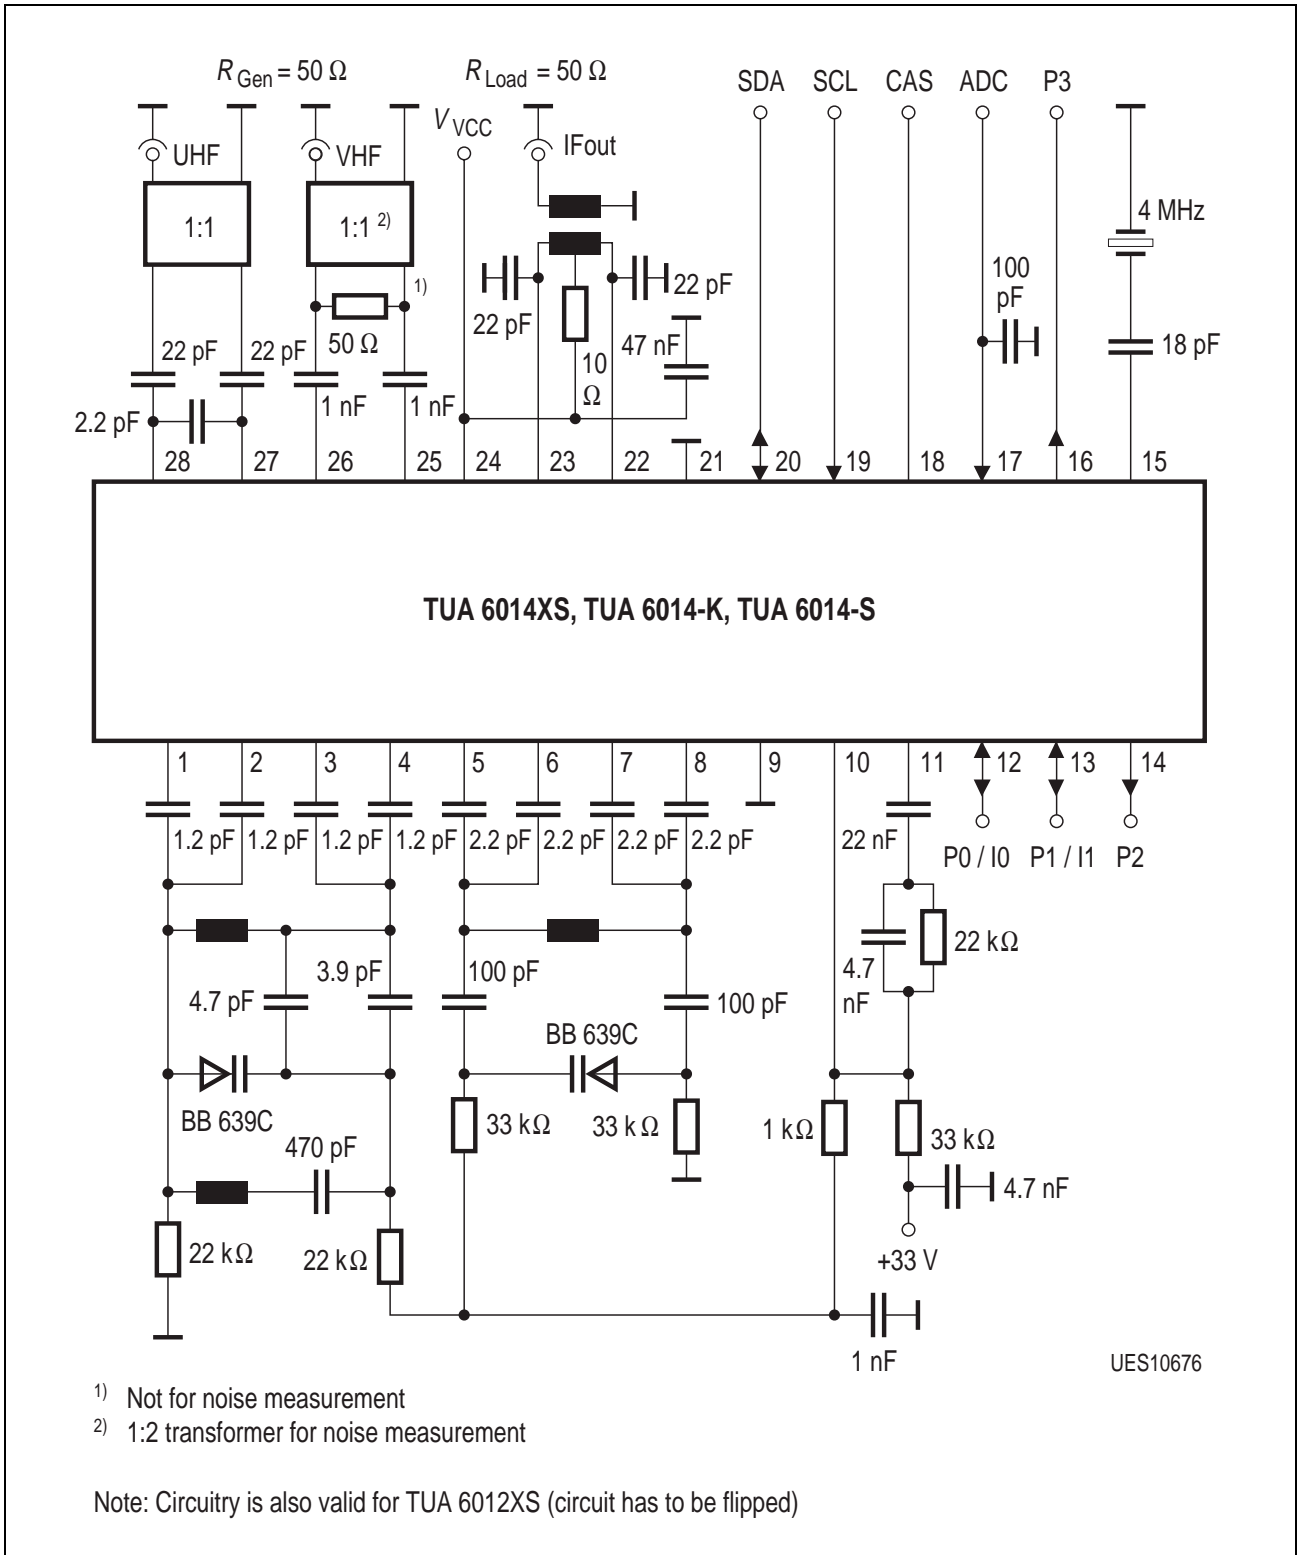 R Gen = 50 Ω
R Load = 50 Ω
SDA
SCL
CAS
ADC
P3
V VCC
UHF
VHF
IFout
1:1
1:1 2)
4 MHz
1)
22 pF
22 pF
100 pF
50 Ω
47 nF
10 Ω
18 pF
22 pF
22 pF
1 nF
1 nF
2.2 pF
28
27
26
25
24
23
22
21
20
19
18
17
16
15
TUA 6014XS, TUA 6014-K, TUA 6014-S
1
2
3
4
5
6
7
8
9
10
11
12
13
14
1.2 pF
1.2 pF
1.2 pF
1.2 pF
2.2 pF
2.2 pF
2.2 pF
2.2 pF
22 nF
P0 / I0
P1 / I1
P2
22 kΩ
4.7 nF
3.9 pF
100 pF
4.7 pF
100 pF
BB 639C
BB 639C
33 kΩ
33 kΩ
1 kΩ
33 kΩ
470 pF
4.7 nF
22 kΩ
22 kΩ
+33 V
1 nF
UES10676
1) Not for noise measurement
2) 1:2 transformer for noise measurement
Note: Circuitry is also valid for TUA 6012XS (circuit has to be flipped)